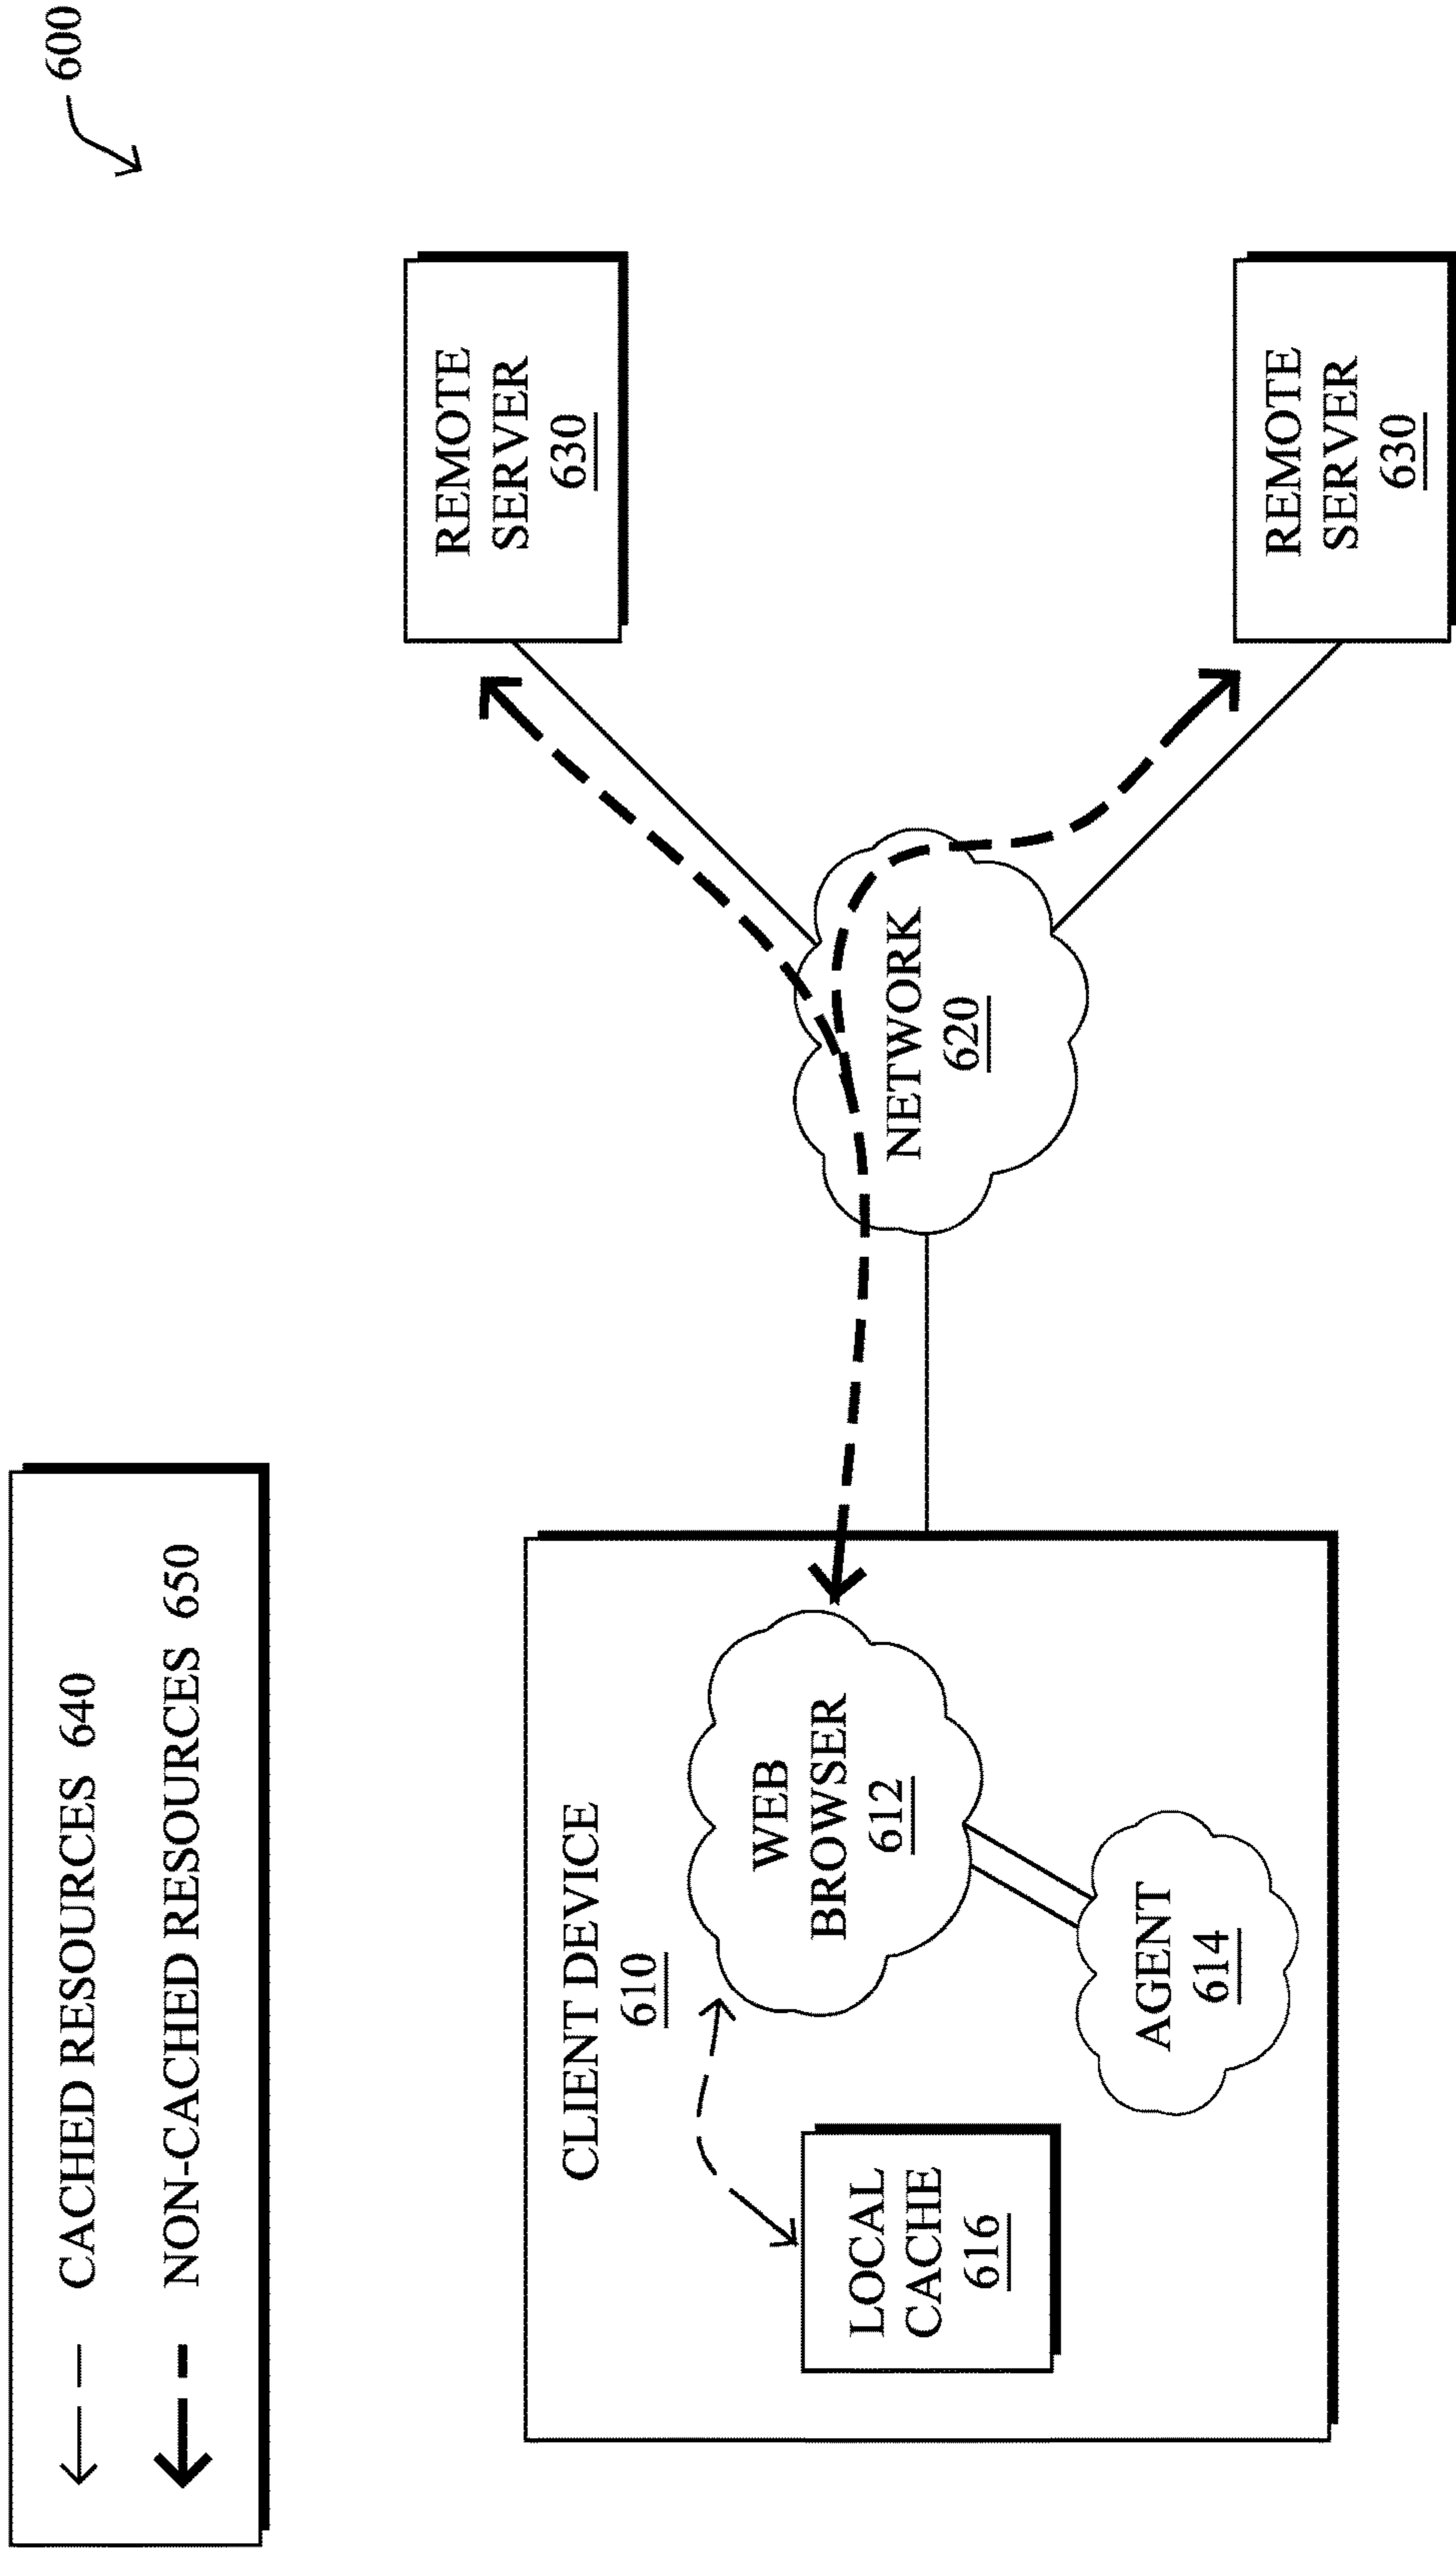 600
CACHED RESOURCES 640
NON-CACHED RESOURCES 650
CLIENT DEVICE
610
WEB
BROWSER
612
LOCAL
CACHE
616
AGENT
614
NETWORK
620
REMOTE
SERVER
630
REMOTE
SERVER
630